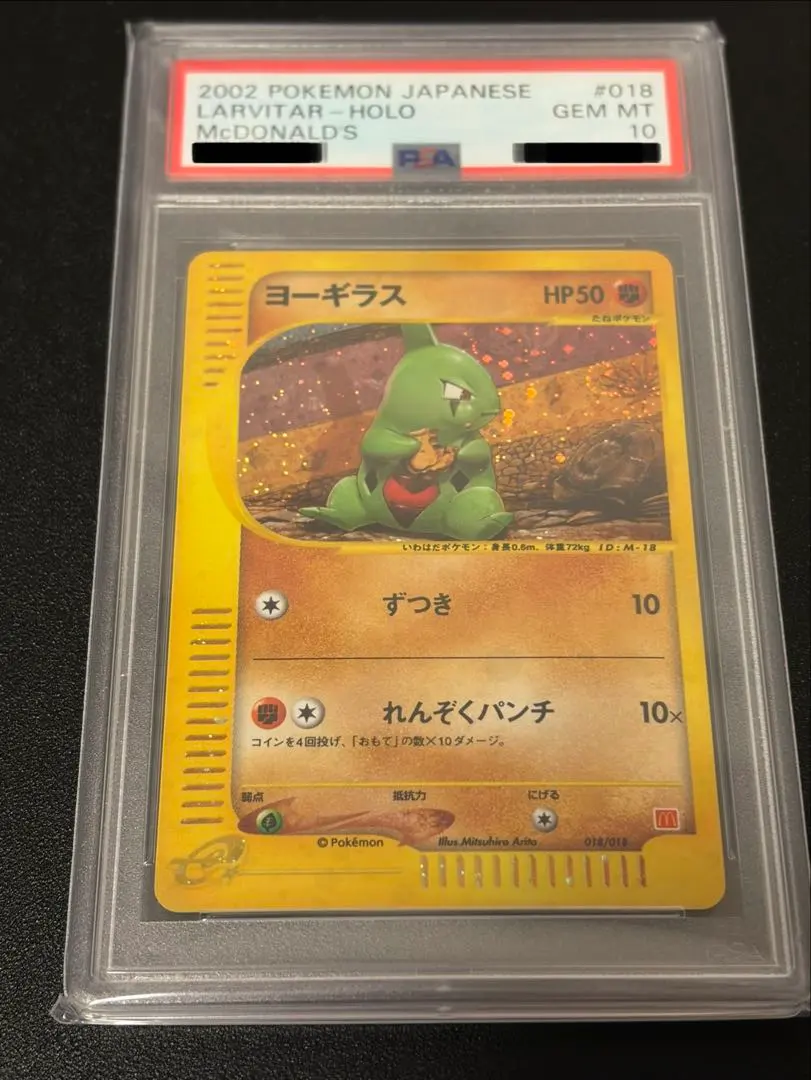 2002 POKEMON JAPANESE #018
LARVITAR - HOLO GEM MT
McDONALD'S 10
PSA
ヨーギラス HP50
たねポケモン
いわはだポケモン：身長0.6m、体重72kg ID:M-18
ずつき 10
れんぞくパンチ 10×
コインを4回投げ、「おもて」の数×10ダメージ。
弱点 抵抗力 にげる
©Pokémon Illus.Mitsuhiro Arita 018/018